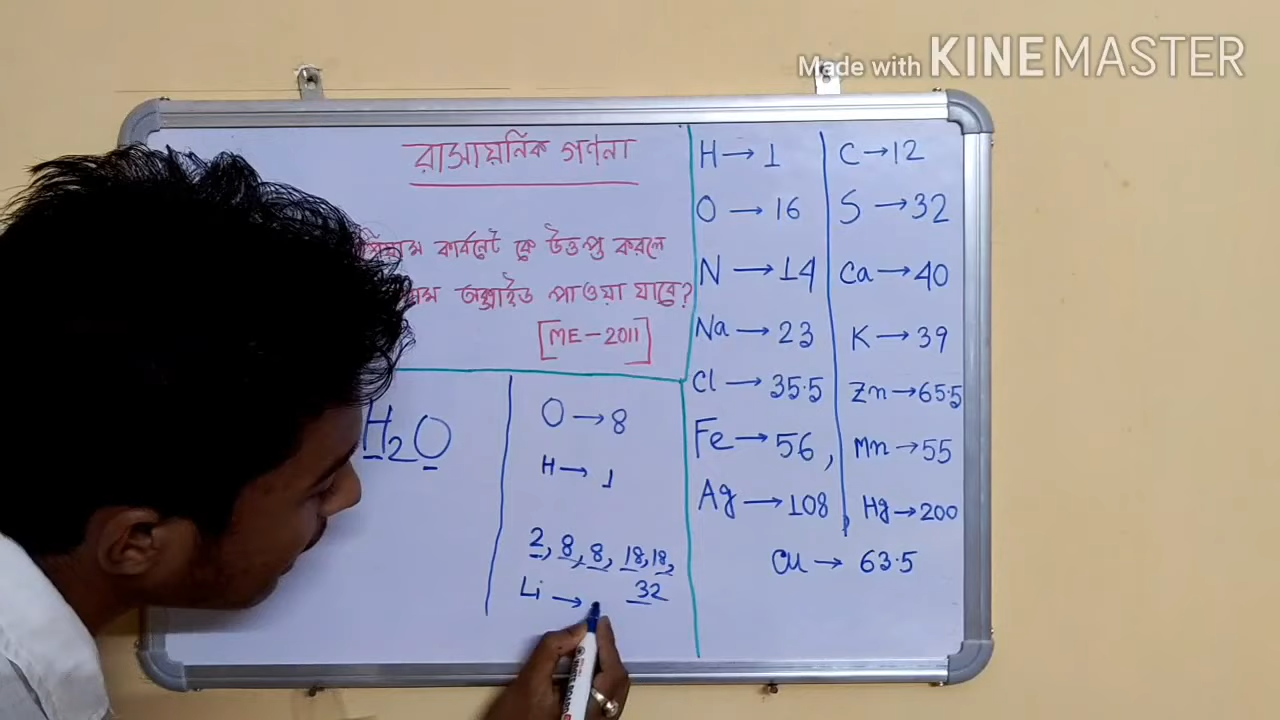 Made with KINEMASTER
রাসায়নিক গণনা
কার্বনেট কে উত্তপ্ত করলে
অক্সাইড পাওয়া যাবে?
[ME-2011]
H₂O
O → 8
H → 1
2, 8, 8, 18, 18,
32
Li →
H → 1
O → 16
N → 14
Na → 23
Cl → 35.5
Fe → 56,
Ag → 108
C → 12
S → 32
Ca → 40
K → 39
Zn → 65.5
Mn → 55
Hg → 200
Cu → 63.5